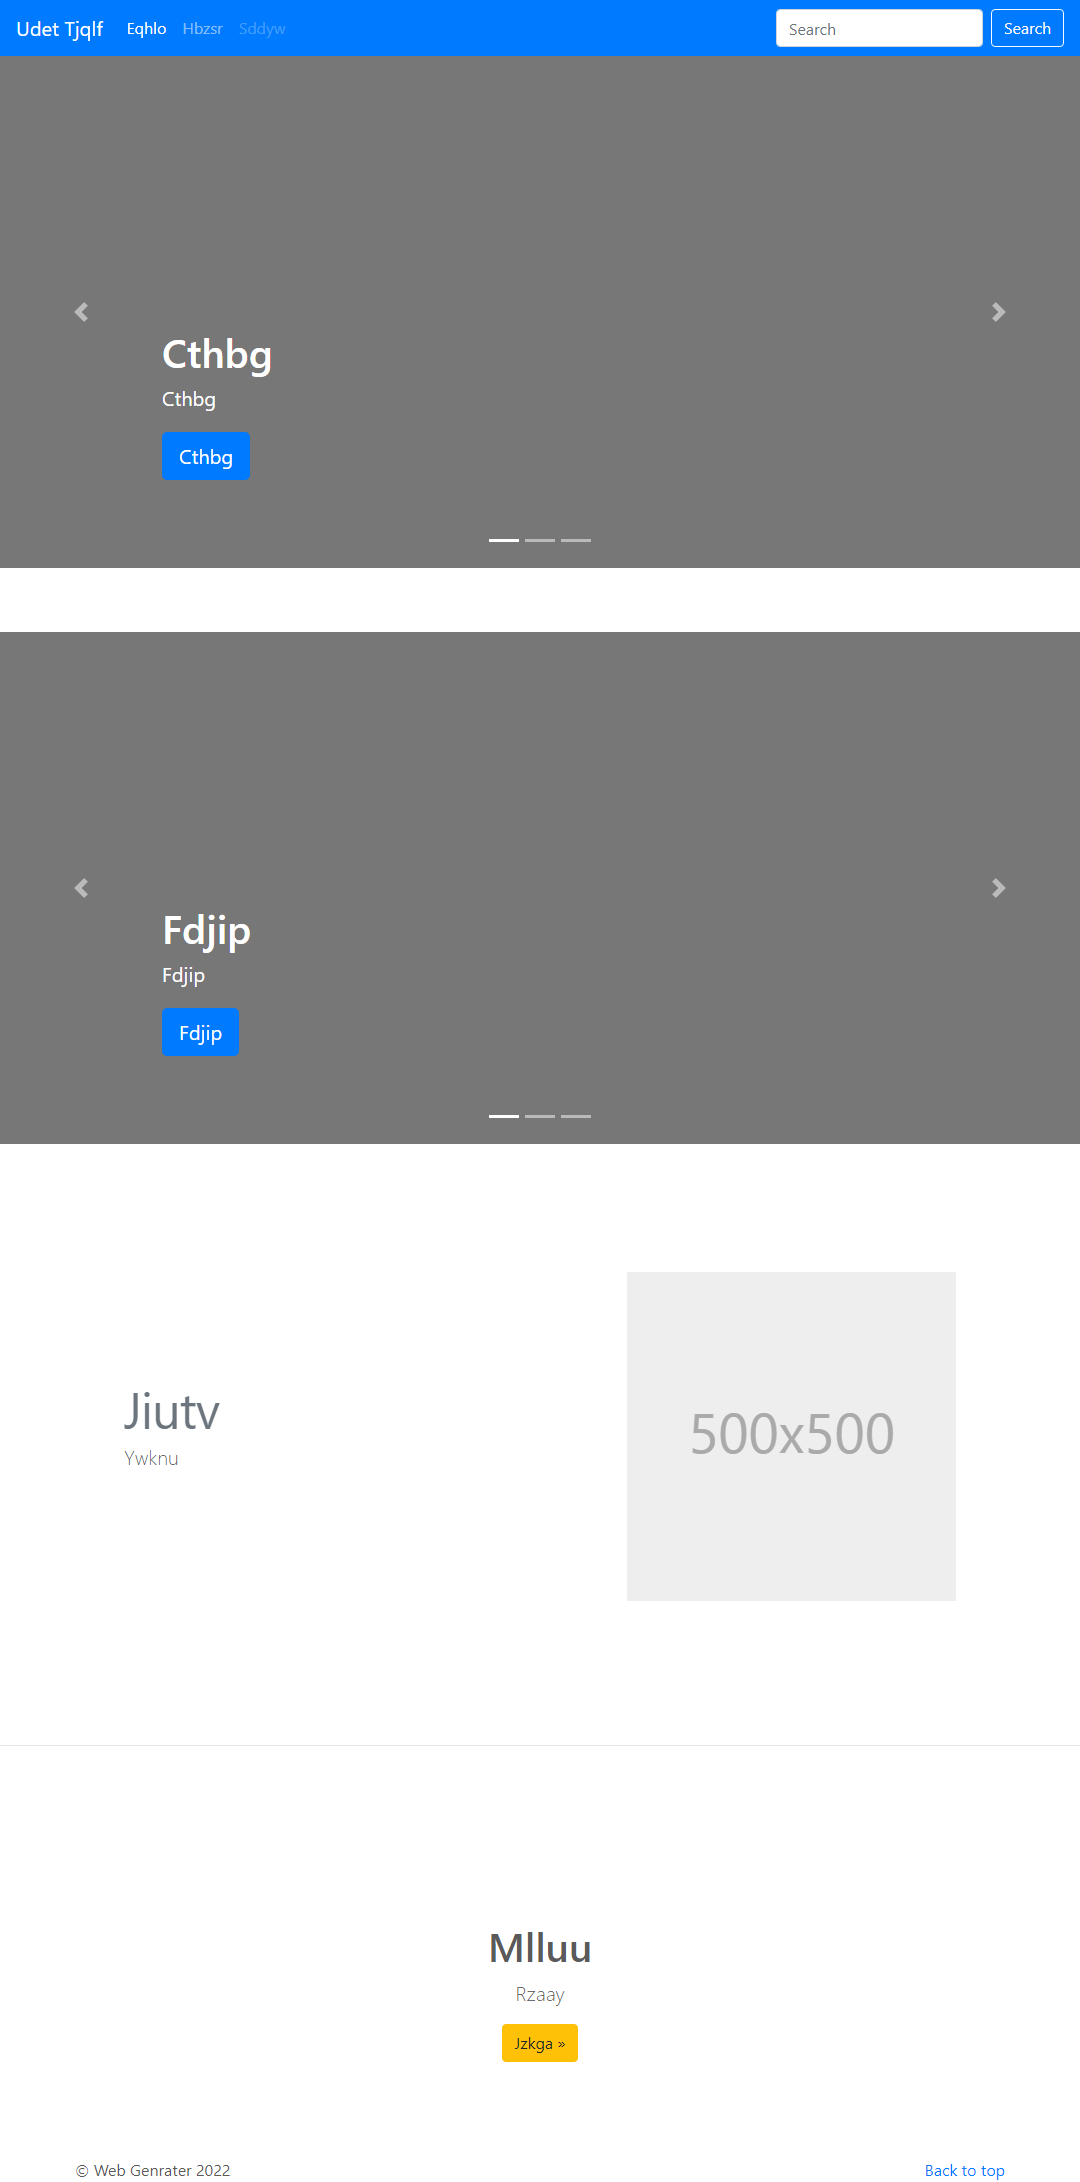 Udet Tjqlf Eqhlo Hbzsr Sddyw Search Search
Cthbg
Cthbg
Cthbg
Fdjip
Fdjip
Fdjip
Jiutv
Ywknu
500x500
Mlluu
Rzaay
Jzkga »
© Web Genrater 2022 Back to top